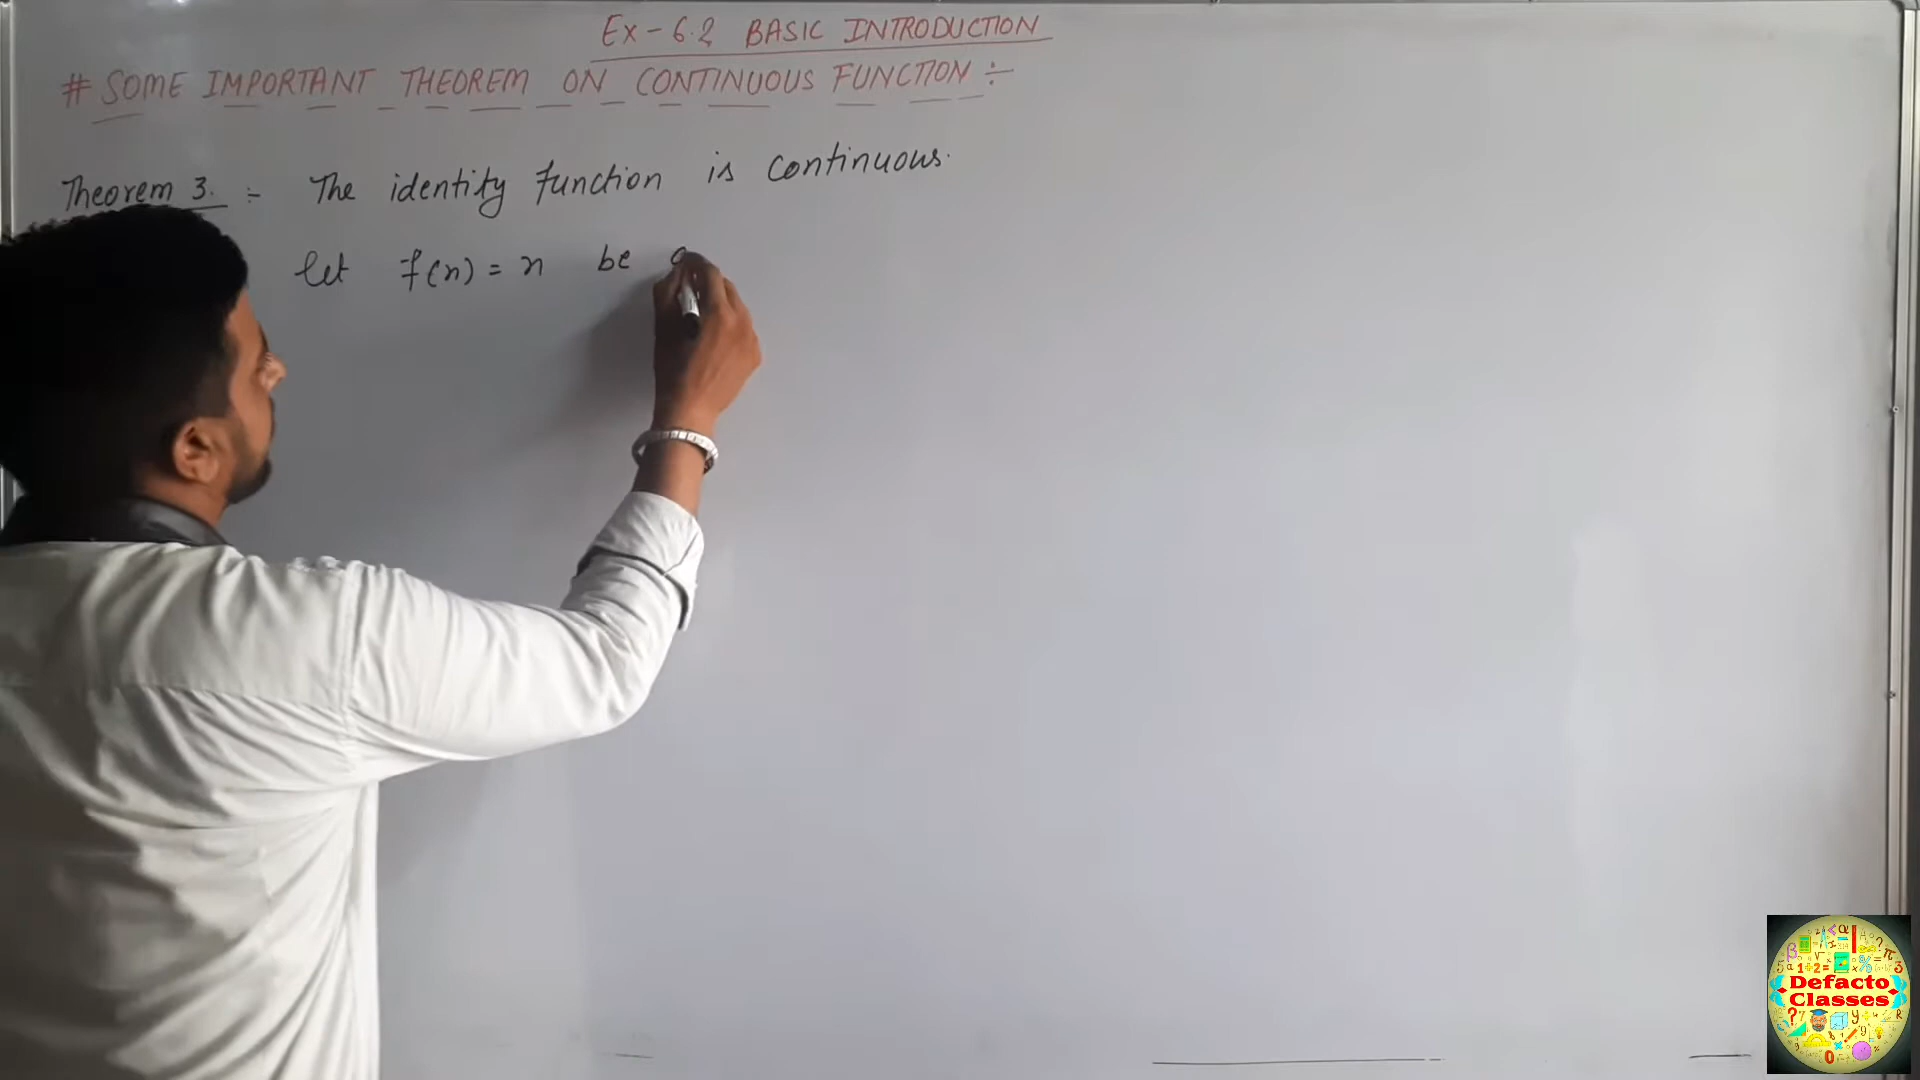 Ex - 6.2 BASIC INTRODUCTION
# SOME IMPORTANT THEOREM ON CONTINUOUS FUNCTION ÷
Theorem 3. :- The identity function is continuous.
let f(x) = x be a
Defacto
Classes